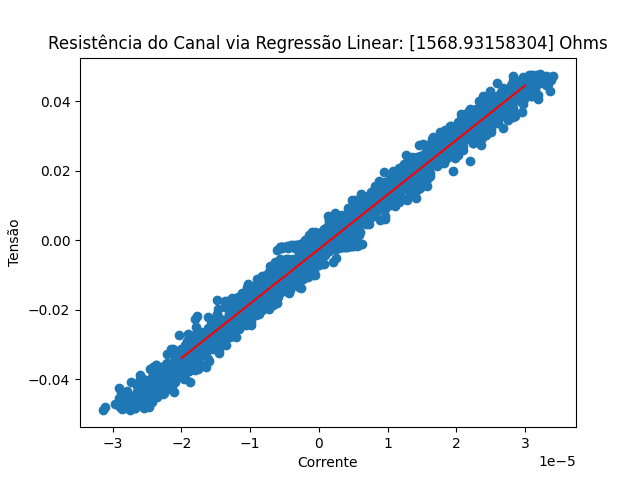 Resistência do Canal via Regressão Linear: [1568.93158304] Ohms
0.04
0.02
0.00
−0.02
−0.04
Tensão
−3 −2 −1 0 1 2 3
1e−5
Corrente